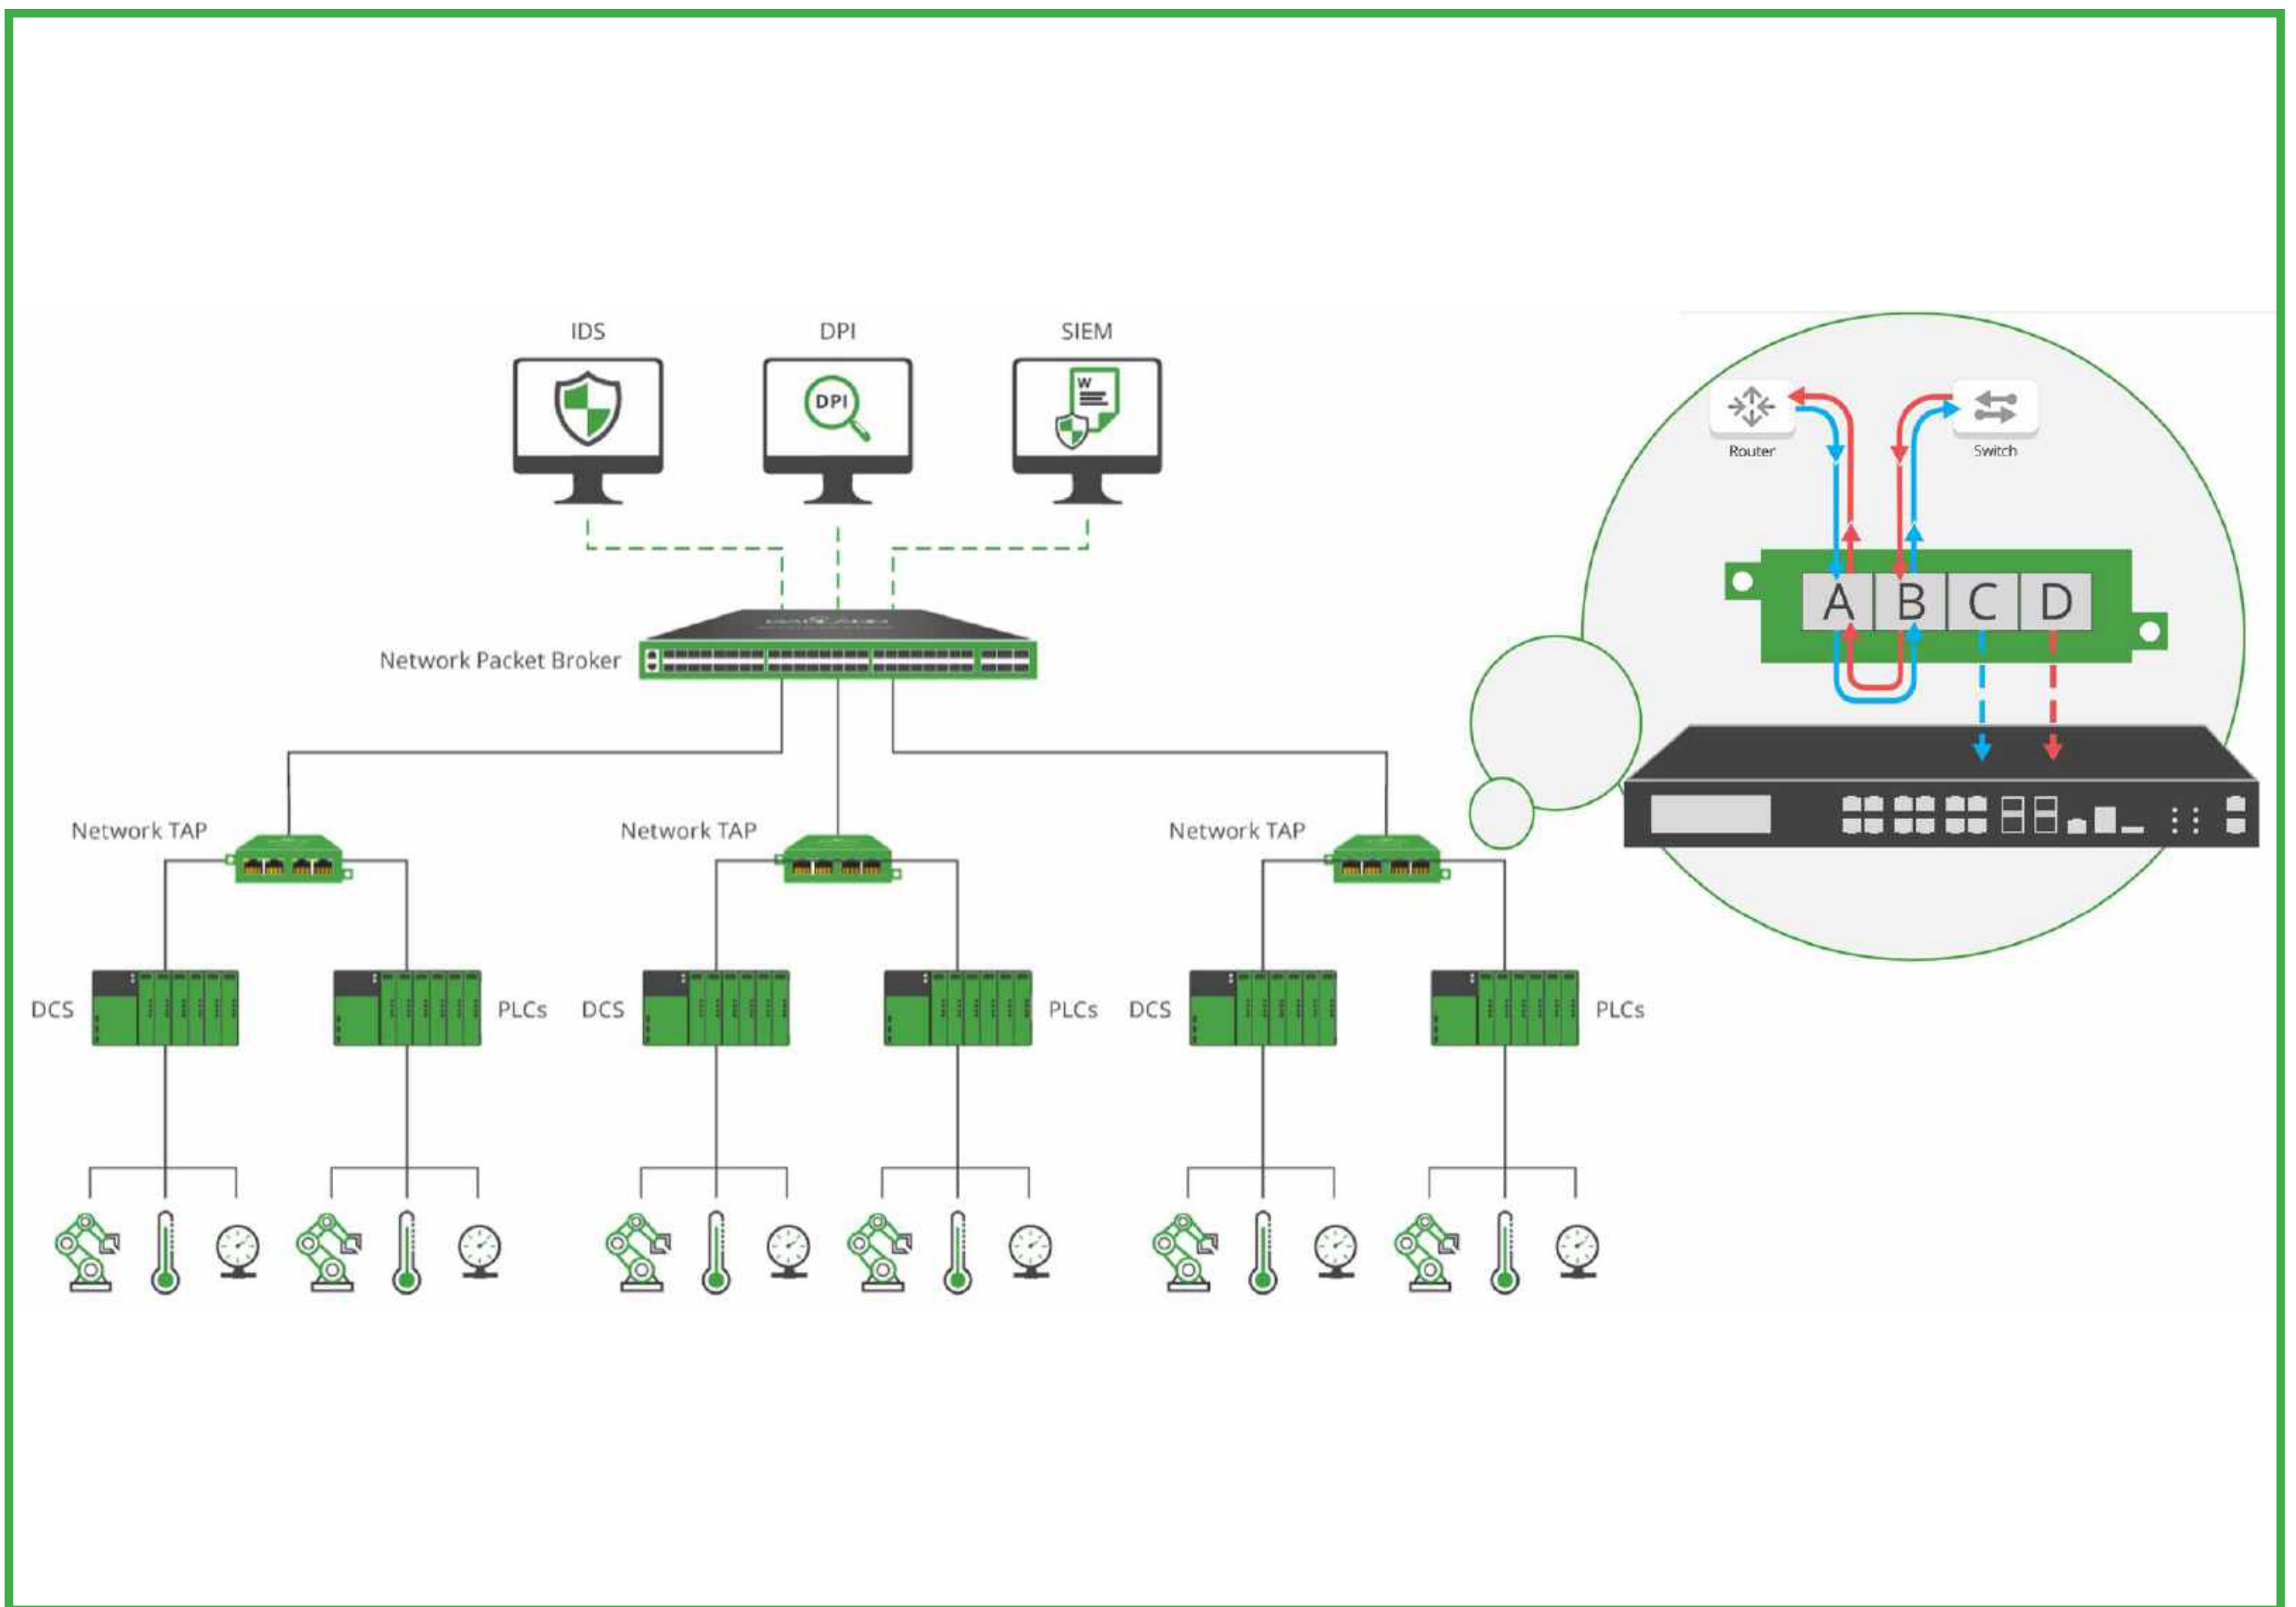 IDS
DPI
SIEM
DPI
W
Router
Switch
A B C D
Network Packet Broker
Network TAP
Network TAP
Network TAP
DCS
PLCs
DCS
PLCs
DCS
PLCs